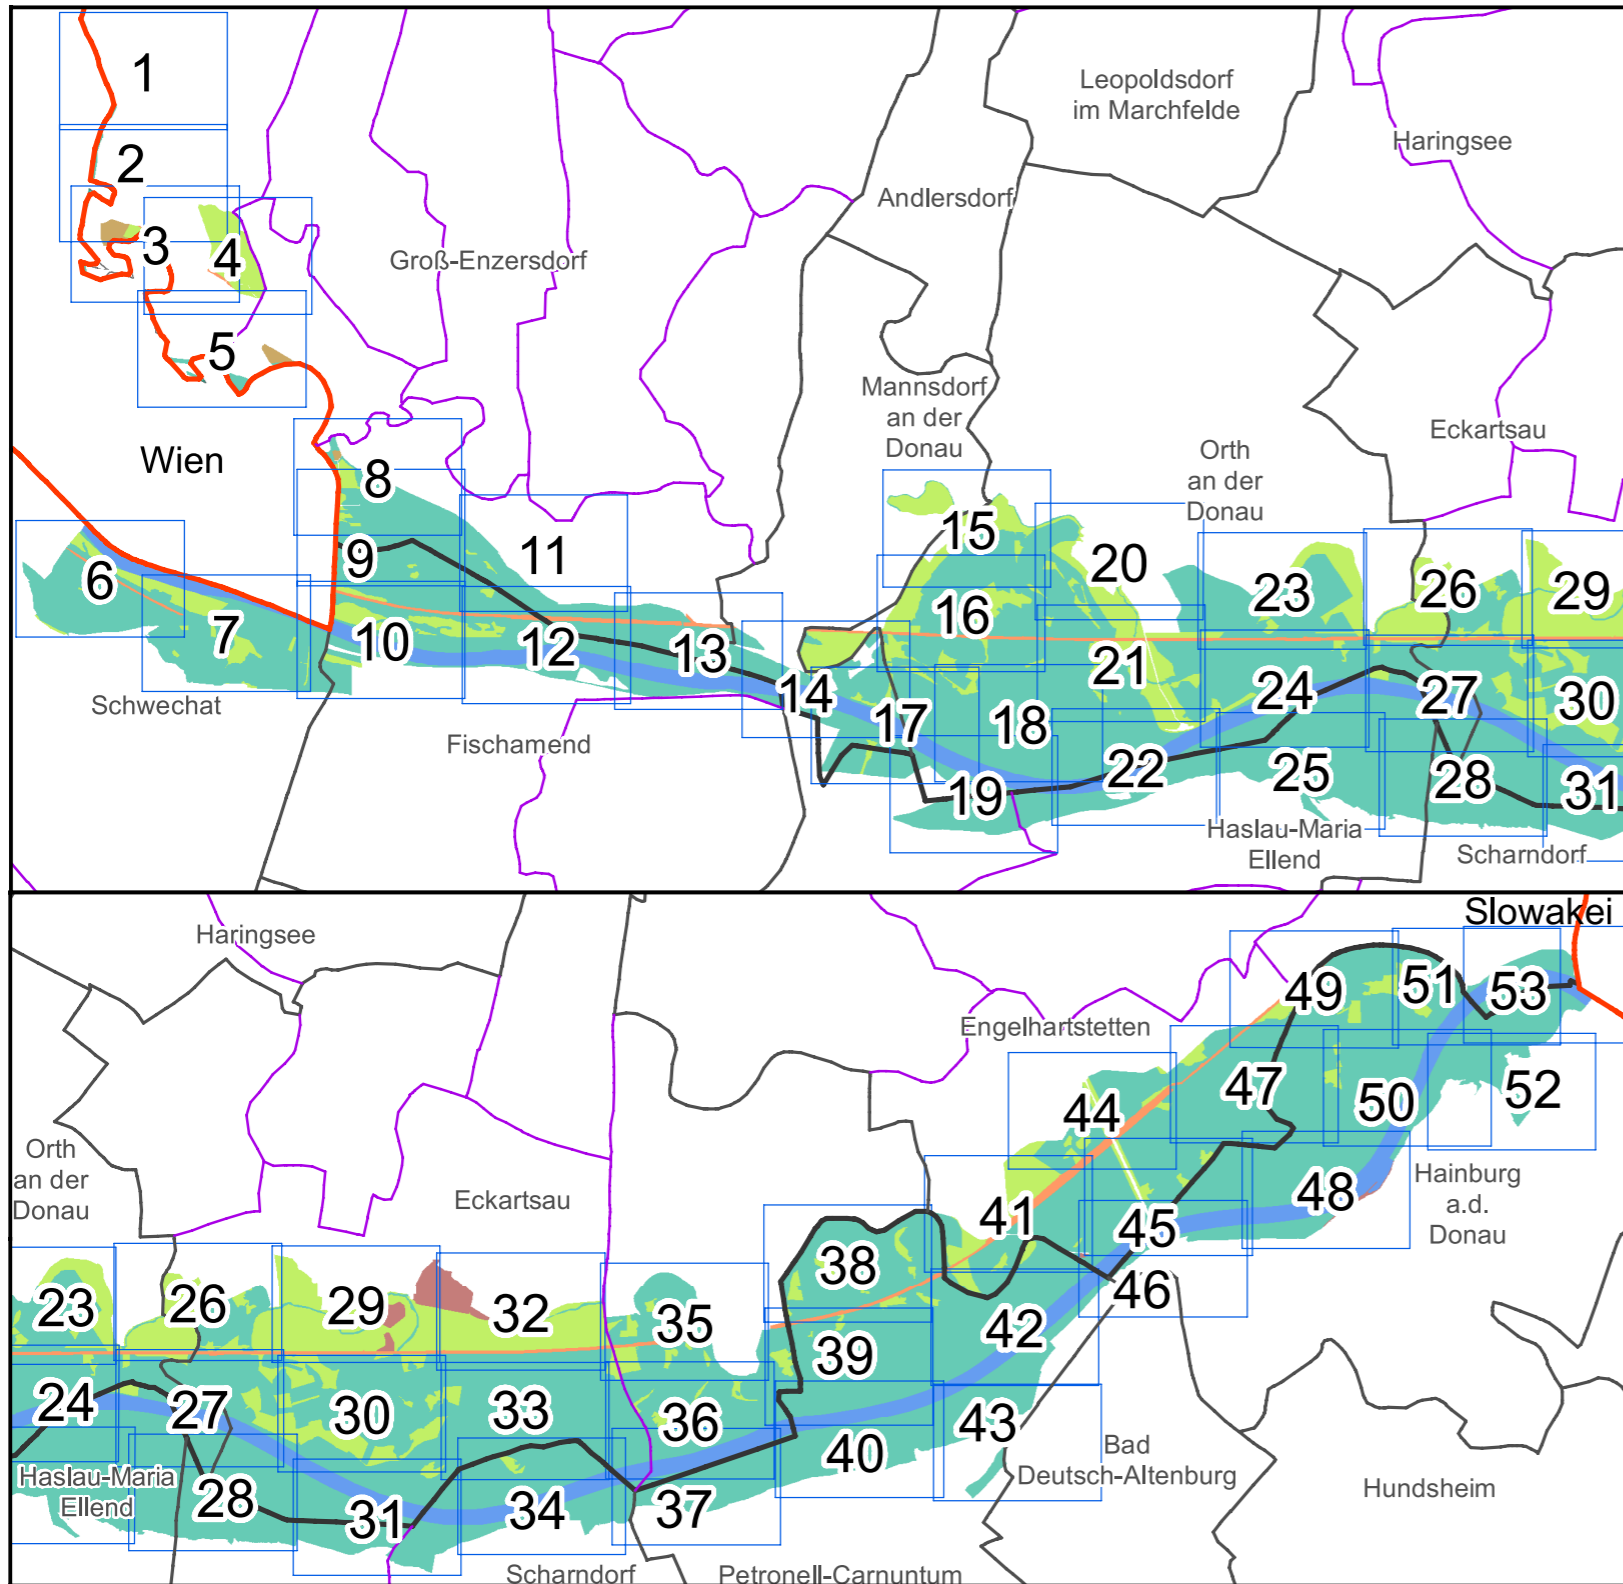 1
Leopoldsdorf
im Marchfelde
Haringsee
2
Andlersdorf
3
4
Groß-Enzersdorf
5
Mannsdorf
an der
Donau
Eckartsau
Wien
Orth
an der
Donau
8
15
6
9
11
20
23
26
29
7
10
12
13
16
21
14
17
18
24
27
30
Schwechat
Fischamend
19
22
25
28
31
Haslau-Maria
Ellend
Scharndorf
Slowakei
Haringsee
49
51
53
Engelhartstetten
44
47
50
52
Orth
an der
Donau
Eckartsau
41
45
48
Hainburg
a.d.
Donau
23
26
29
32
35
38
46
24
27
30
33
36
39
42
Haslau-Maria
Ellend
28
31
34
37
40
43
Bad
Deutsch-Altenburg
Hundsheim
Scharndorf
Petronell-Carnuntum